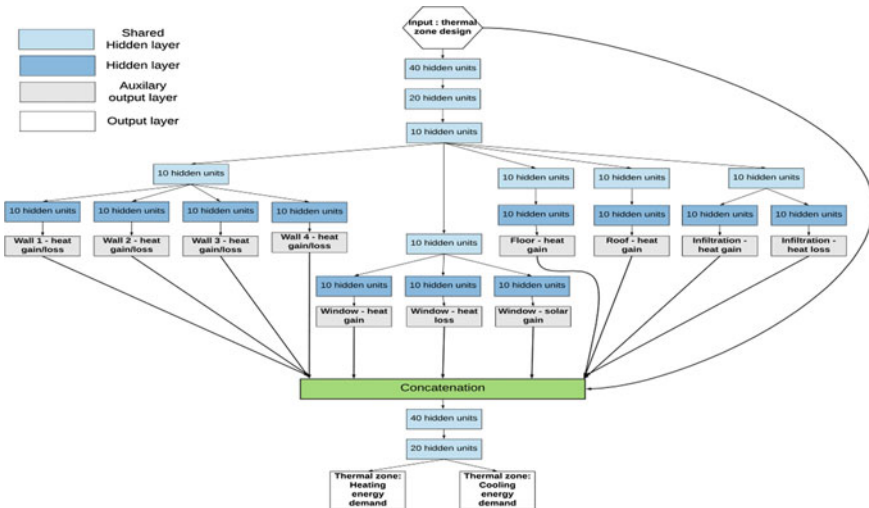 Shared
Hidden layer
Hidden layer
Auxilary
output layer
Output layer
Input : thermal
zone design
40 hidden units
20 hidden units
10 hidden units
10 hidden units
10 hidden units
10 hidden units
10 hidden units
10 hidden units
10 hidden units
10 hidden units
10 hidden units
10 hidden units
10 hidden units
10 hidden units
10 hidden units
Wall 1 - heat
gain/loss
Wall 2 - heat
gain/loss
Wall 3 - heat
gain/loss
Wall 4 - heat
gain/loss
10 hidden units
Floor - heat
gain
Roof - heat
gain
Infiltration -
heat gain
Infiltration -
heat loss
10 hidden units
10 hidden units
10 hidden units
Window - heat
gain
Window - heat
loss
Window - solar
gain
Concatenation
40 hidden units
20 hidden units
Thermal zone:
Heating
energy
demand
Thermal zone:
Cooling
energy
demand